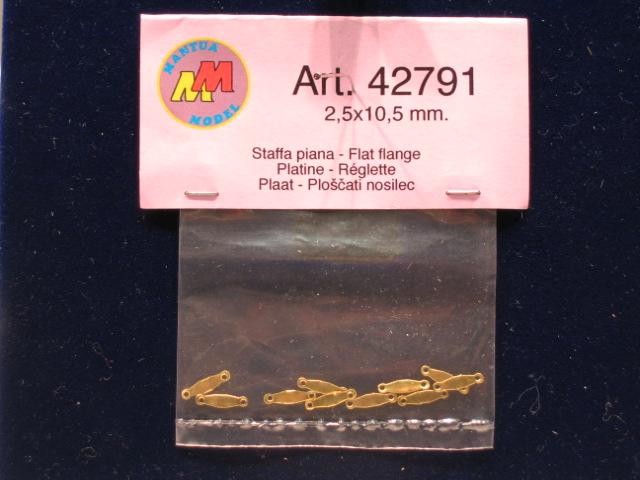 MANTUA
MM
MODEL
Art. 42791
2,5x10,5 mm.
Staffa piana - Flat flange
Platine - Réglette
Plaat - Ploščati nosilec